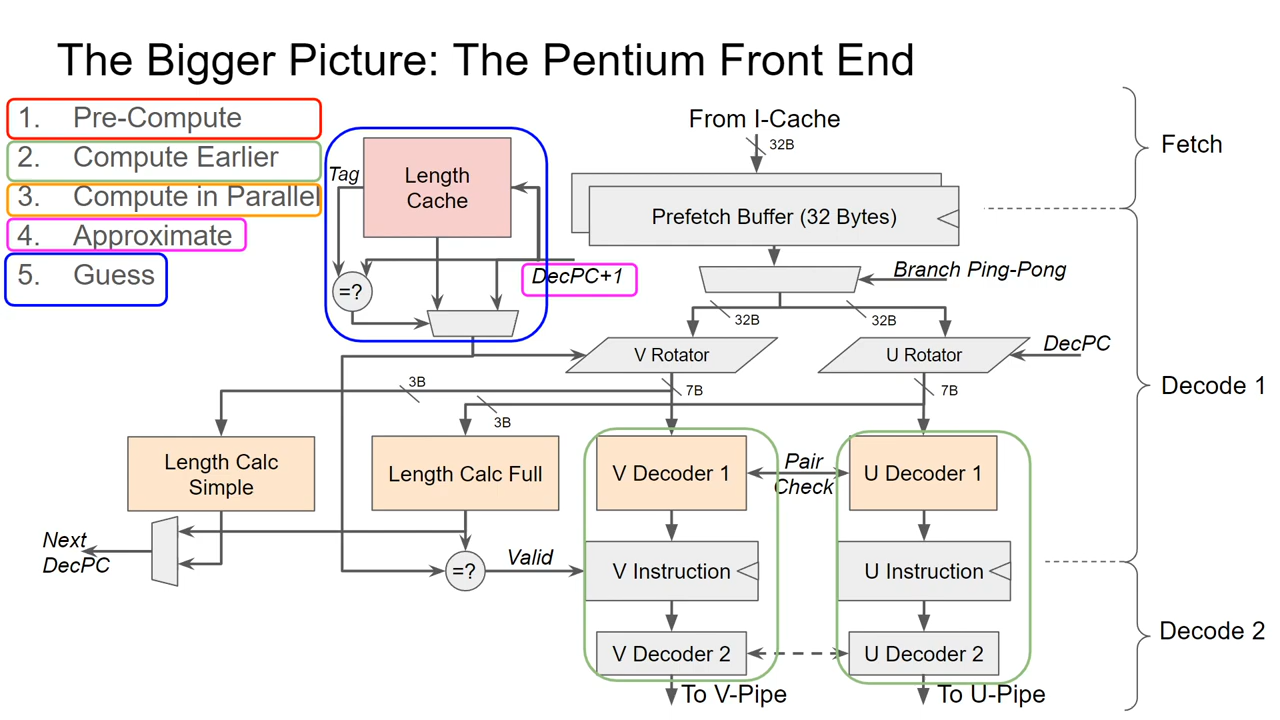 The Bigger Picture: The Pentium Front End
1. Pre-Compute
2. Compute Earlier
3. Compute in Parallel
4. Approximate
5. Guess
From I-Cache
32B
Fetch
Tag
Length
Cache
Prefetch Buffer (32 Bytes)
=?
DecPC+1
Branch Ping-Pong
32B
32B
V Rotator
U Rotator
DecPC
3B
7B
7B
Decode 1
3B
Length Calc
Simple
Length Calc Full
V Decoder 1
Pair
Check
U Decoder 1
Next
DecPC
=?
Valid
V Instruction
U Instruction
Decode 2
V Decoder 2
U Decoder 2
To V-Pipe
To U-Pipe